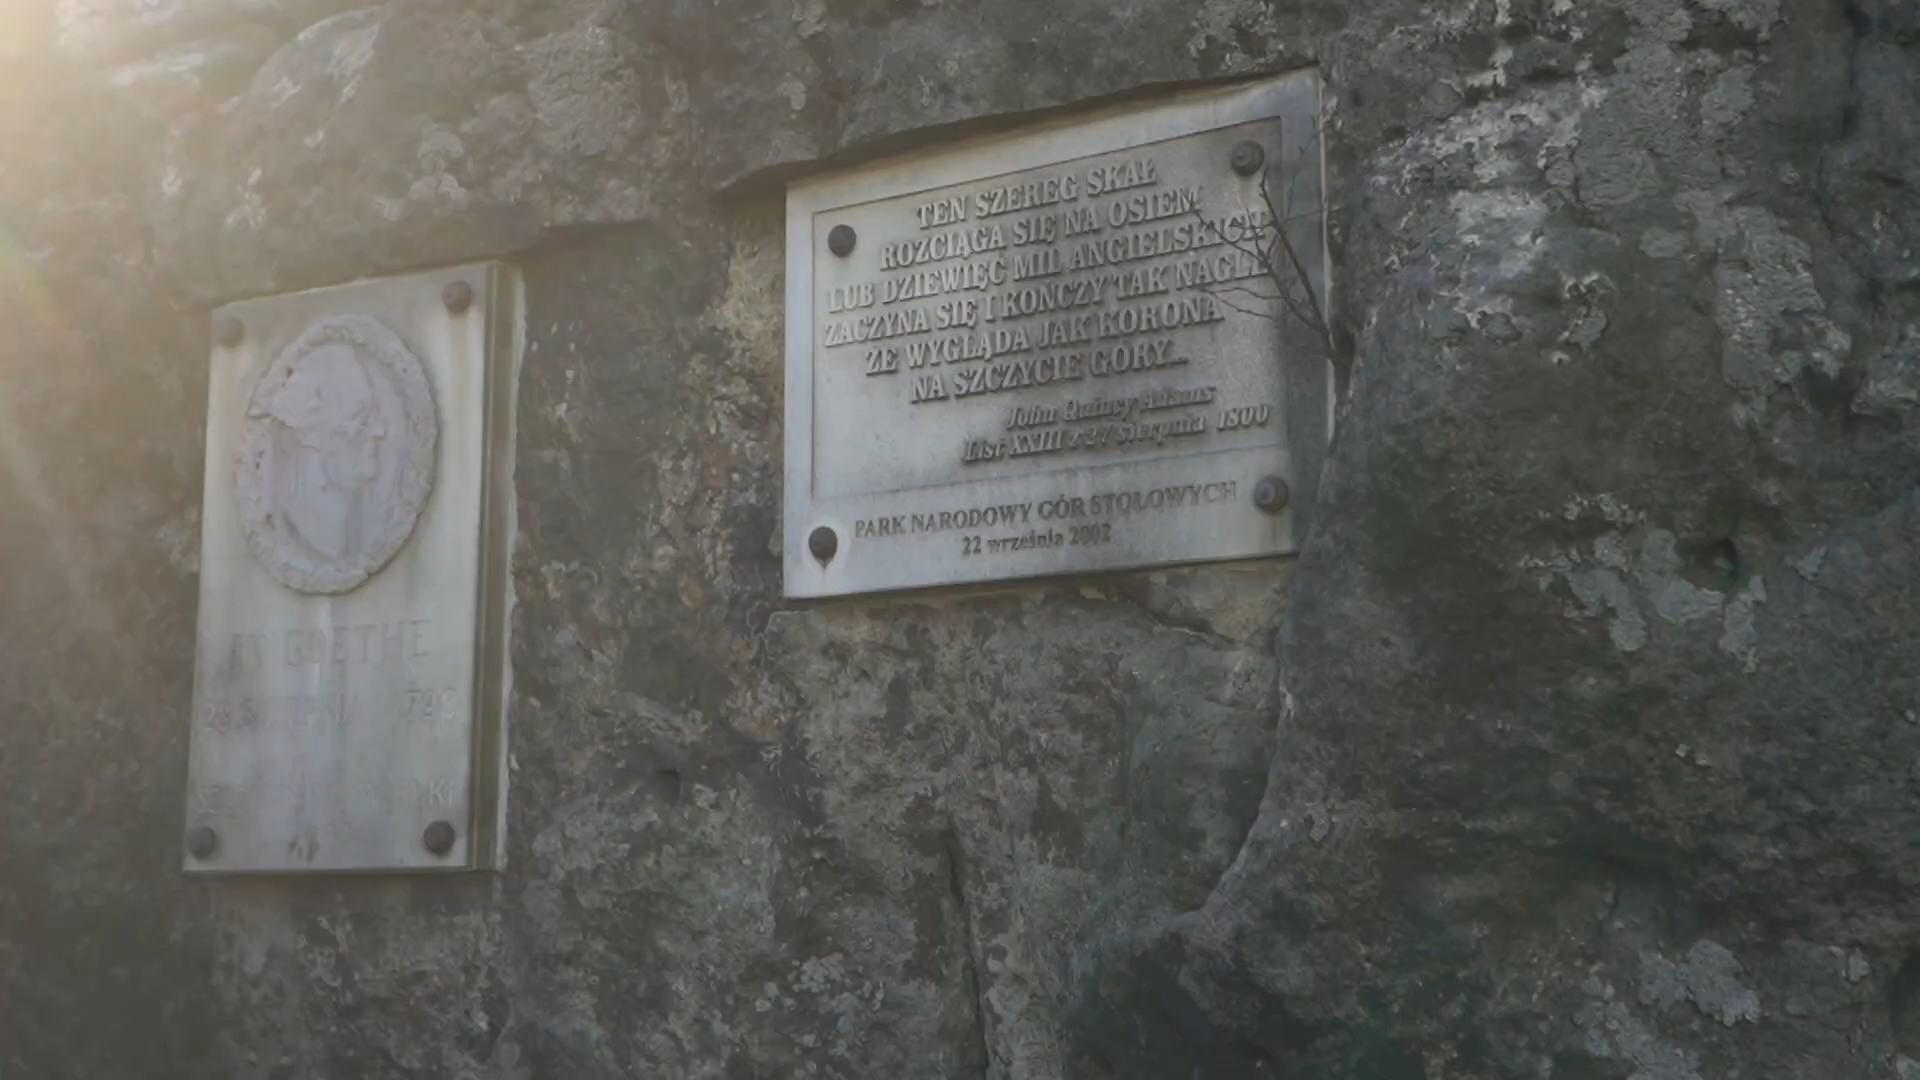 GOETHE
TEN SZEREG SKAŁ
ROZCIĄGA SIĘ NA OSIEM
LUB DZIEWIĘĆ MIL ANGIELSKICH
ZACZYNA SIĘ I KOŃCZY TAK NAGLE
ŻE WYGLĄDA JAK KORONA
NA SZCZYCIE GÓRY...
John Quincy Adams
List XXIII z 27 sierpnia 1800
PARK NARODOWY GÓR STOŁOWYCH
22 września 2002